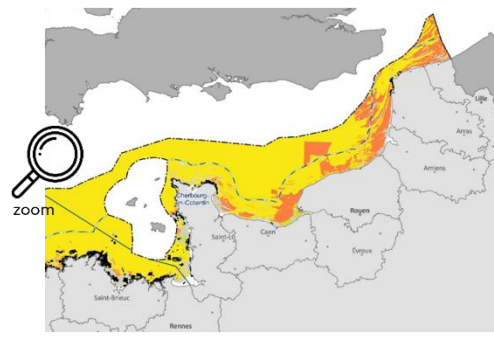 Lille
Arras
Amiens
zoom
Cherbourg-
en-Cotentin
Rouen
Saint-Lô
Caen
Évreux
Saint-Brieuc
Rennes